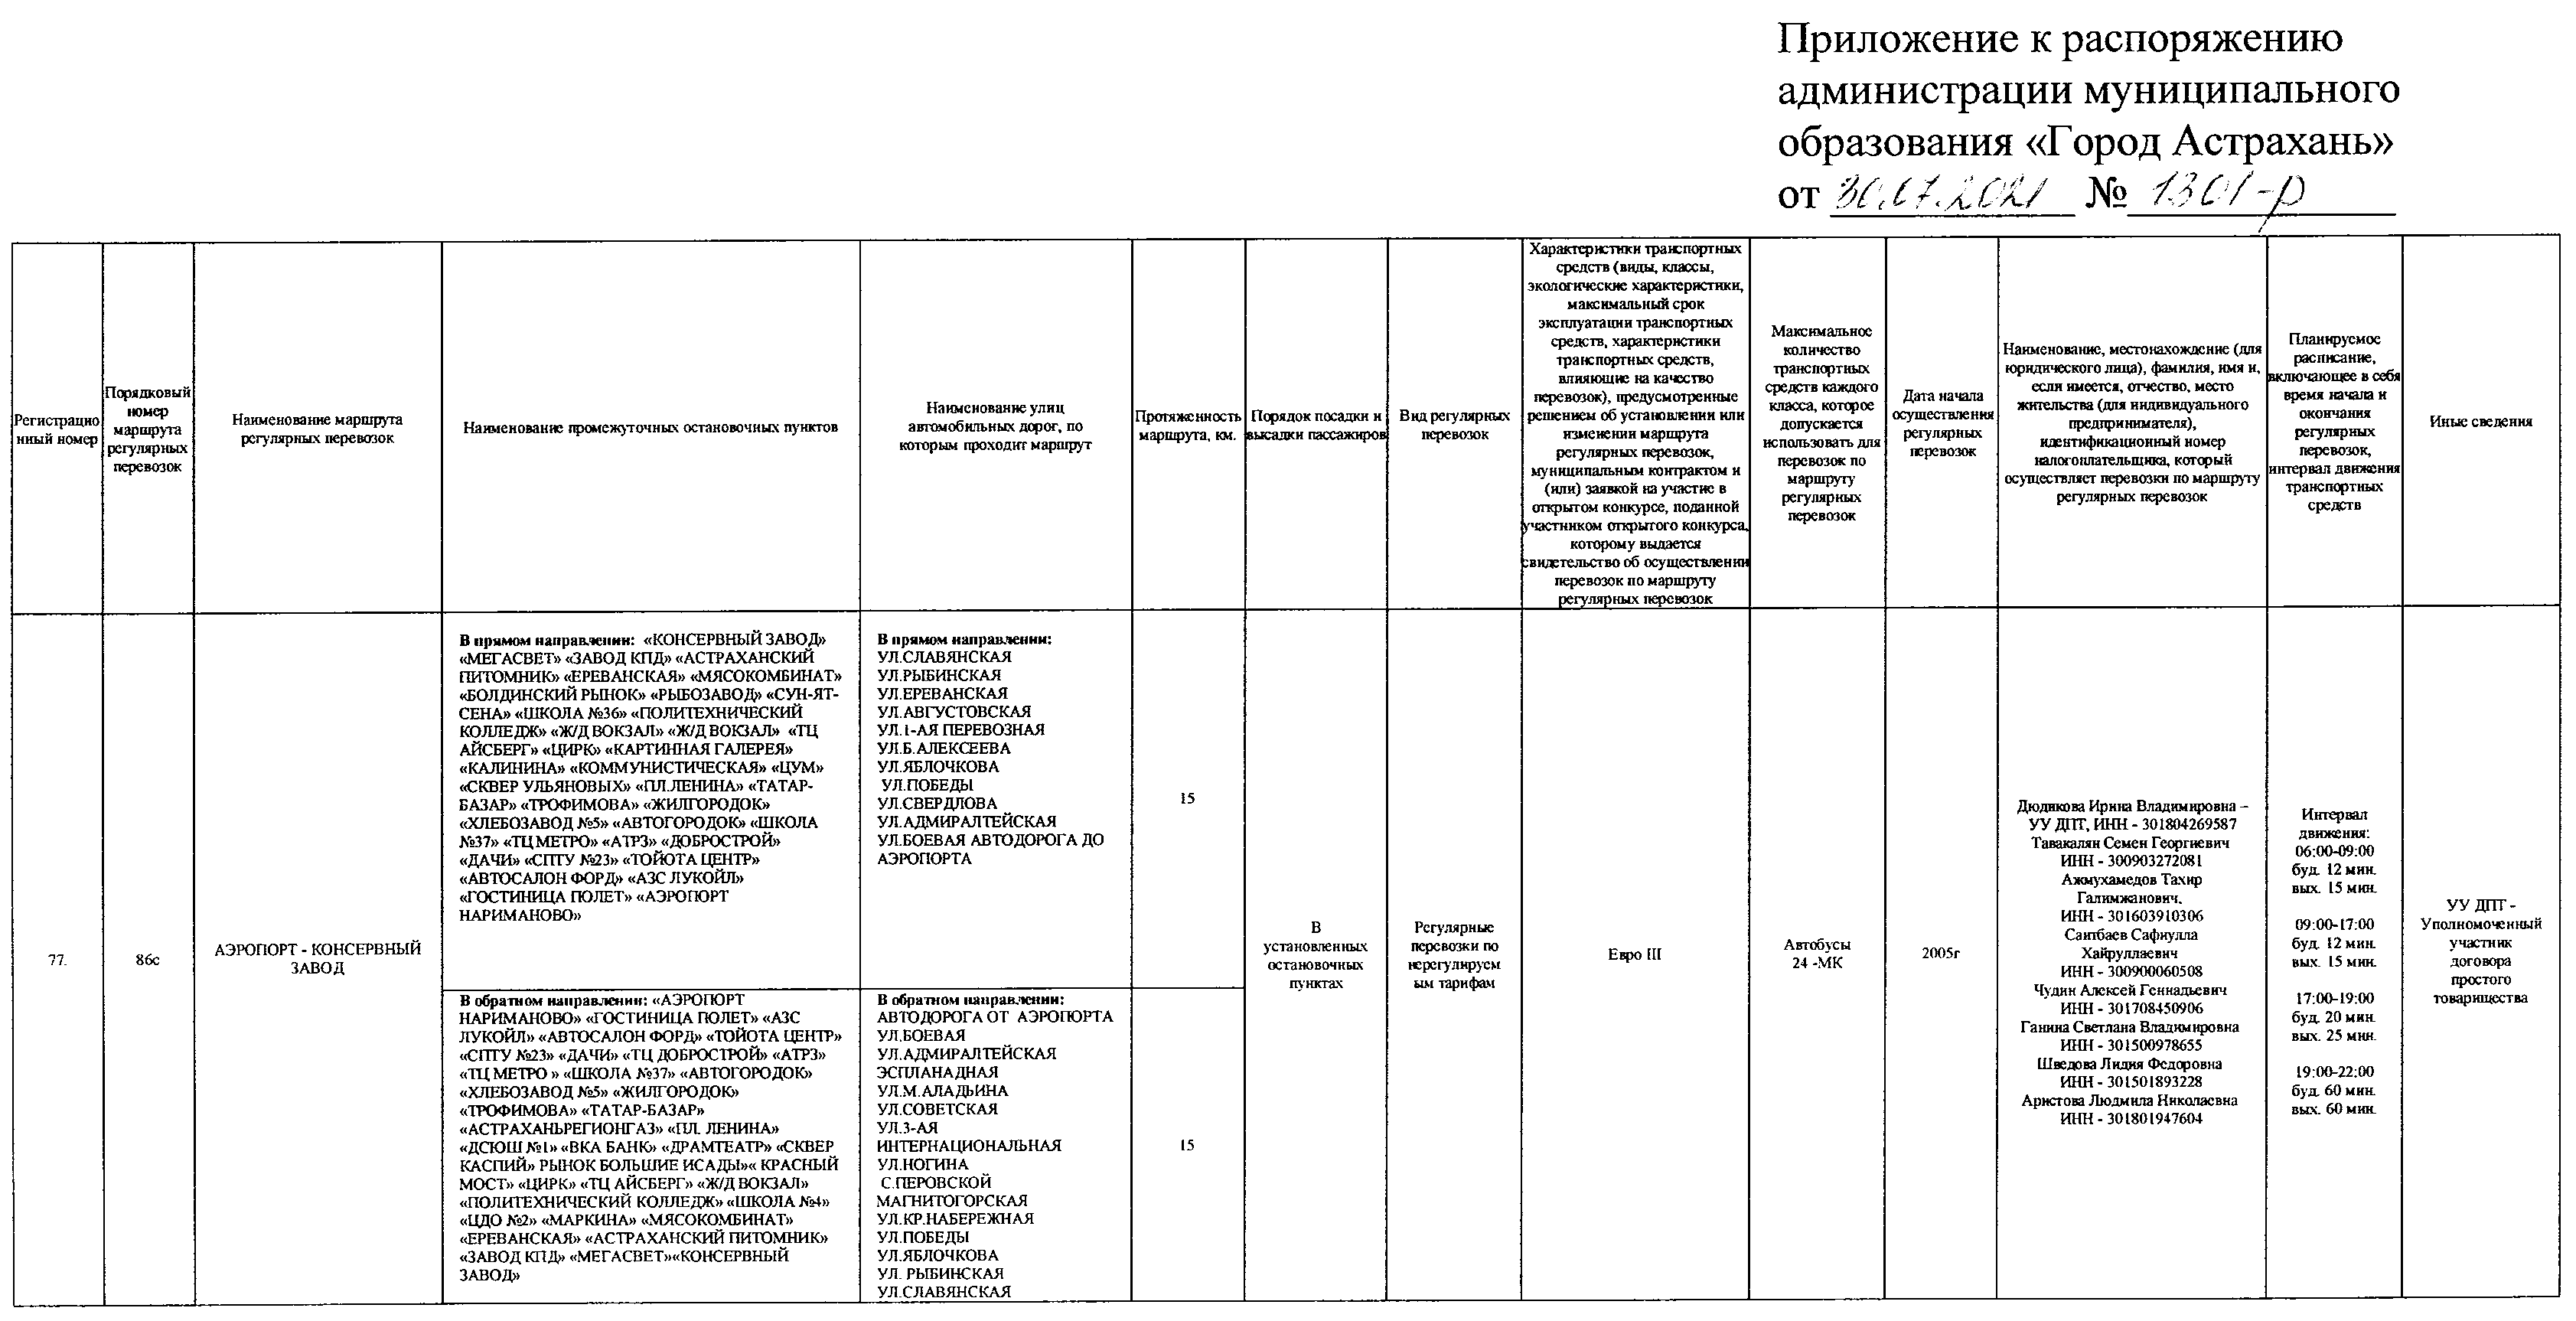 Приложение к распоряжению
администрации муниципального
образования «Город Астрахань»
от 30.07.2021 № 1301-р
Регистрацио
нный номер
Порядковый
номер
маршрута
регулярных
перевозок
Наименование маршрута
регулярных перевозок
Наименование промежуточных остановочных пунктов
Наименование улиц
автомобильных дорог, по
которым проходит маршрут
Протяженность
маршрута, км.
Порядок посадки и
высадки пассажиров
Вид регулярных
перевозок
Характеристики транспортных
средств (виды, классы,
экологические характеристики,
максимальный срок
эксплуатации транспортных
средств, характеристики
транспортных средств,
влияющие на качество
перевозок), предусмотренные
решением об установлении или
изменении маршрута
регулярных перевозок,
муниципальным контрактом и
(или) заявкой на участие в
открытом конкурсе, поданной
участником открытого конкурса,
которому выдается
свидетельство об осуществлении
перевозок по маршруту
регулярных перевозок
Максимальное
количество
транспортных
средств каждого
класса, которое
допускается
использовать для
перевозок по
маршруту
регулярных
перевозок
Дата начала
осуществления
регулярных
перевозок
Наименование, местонахождение (для
юридического лица), фамилия, имя и,
если имеется, отчество, место
жительства (для индивидуального
предпринимателя),
идентификационный номер
налогоплательщика, который
осуществляет перевозки по маршруту
регулярных перевозок
Планируемое
расписание,
включающее в себя
время начала и
окончания
регулярных
перевозок,
интервал движения
транспортных
средств
Иные сведения
77.
86с
АЭРОПОРТ - КОНСЕРВНЫЙ
ЗАВОД
В прямом направлении: «КОНСЕРВНЫЙ ЗАВОД»
«МЕГАСВЕТ» «ЗАВОД КПД» «АСТРАХАНСКИЙ
ПИТОМНИК» «ЕРЕВАНСКАЯ» «МЯСОКОМБИНАТ»
«БОЛДИНСКИЙ РЫНОК» «РЫБОЗАВОД» «СУН-ЯТ-
СЕНА» «ШКОЛА №36» «ПОЛИТЕХНИЧЕСКИЙ
КОЛЛЕДЖ» «Ж/Д ВОКЗАЛ» «Ж/Д ВОКЗАЛ» «ТЦ
АЙСБЕРГ» «ЦИРК» «КАРТИННАЯ ГАЛЕРЕЯ»
«КАЛИНИНА» «КОММУНИСТИЧЕСКАЯ» «ЦУМ»
«СКВЕР УЛЬЯНОВЫХ» «ПЛ.ЛЕНИНА» «ТАТАР-
БАЗАР» «ТРОФИМОВА» «ЖИЛГОРОДОК»
«ХЛЕБОЗАВОД №5» «АВТОГОРОДОК» «ШКОЛА
№37» «ТЦ МЕТРО» «АТРЗ» «ДОБРОСТРОЙ»
«ДАЧИ» «СПТУ №23» «ТОЙОТА ЦЕНТР»
«АВТОСАЛОН ФОРД» «АЗС ЛУКОЙЛ»
«ГОСТИНИЦА ПОЛЕТ» «АЭРОПОРТ
НАРИМАНОВО»
В прямом направлении:
УЛ.СЛАВЯНСКАЯ
УЛ.РЫБИНСКАЯ
УЛ.ЕРЕВАНСКАЯ
УЛ.АВГУСТОВСКАЯ
УЛ.1-АЯ ПЕРЕВОЗНАЯ
УЛ.Б.АЛЕКСЕЕВА
УЛ.ЯБЛОЧКОВА
УЛ.ПОБЕДЫ
УЛ.СВЕРДЛОВА
УЛ.АДМИРАЛТЕЙСКАЯ
УЛ.БОЕВАЯ АВТОДОРОГА ДО
АЭРОПОРТА
15
В обратном направлении: «АЭРОПОРТ
НАРИМАНОВО» «ГОСТИНИЦА ПОЛЕТ» «АЗС
ЛУКОЙЛ» «АВТОСАЛОН ФОРД» «ТОЙОТА ЦЕНТР»
«СПТУ №23» «ДАЧИ» «ТЦ ДОБРОСТРОЙ» «АТРЗ»
«ТЦ МЕТРО » «ШКОЛА №37» «АВТОГОРОДОК»
«ХЛЕБОЗАВОД №5» «ЖИЛГОРОДОК»
«ТРОФИМОВА» «ТАТАР-БАЗАР»
«АСТРАХАНЬРЕГИОНГАЗ» «ПЛ. ЛЕНИНА»
«ДСЮШ №1» «ВКА БАНК» «ДРАМТЕАТР» «СКВЕР
КАСПИЙ» РЫНОК БОЛЬШИЕ ИСАДЫ»« КРАСНЫЙ
МОСТ» «ЦИРК» «ТЦ АЙСБЕРГ» «Ж/Д ВОКЗАЛ»
«ПОЛИТЕХНИЧЕСКИЙ КОЛЛЕДЖ» «ШКОЛА №4»
«ЦДО №2» «МАРКИНА» «МЯСОКОМБИНАТ»
«ЕРЕВАНСКАЯ» «АСТРАХАНСКИЙ ПИТОМНИК»
«ЗАВОД КПД» «МЕГАСВЕТ»«КОНСЕРВНЫЙ
ЗАВОД»
В обратном направлении:
АВТОДОРОГА ОТ АЭРОПОРТА
УЛ.БОЕВАЯ
УЛ.АДМИРАЛТЕЙСКАЯ
ЭСПЛАНАДНАЯ
УЛ.М.АЛАДЬИНА
УЛ.СОВЕТСКАЯ
УЛ.3-АЯ
ИНТЕРНАЦИОНАЛЬНАЯ
УЛ.НОГИНА
С.ПЕРОВСКОЙ
МАГНИТОГОРСКАЯ
УЛ.КР.НАБЕРЕЖНАЯ
УЛ.ПОБЕДЫ
УЛ.ЯБЛОЧКОВА
УЛ. РЫБИНСКАЯ
УЛ.СЛАВЯНСКАЯ
15
В
установленных
остановочных
пунктах
Регулярные
перевозки по
нерегулируем
ым тарифам
Евро III
Автобусы
24 -МК
2005г
Дюдикова Ирина Владимировна –
УУ ДПТ, ИНН - 301804269587
Тавакалян Семен Георгиевич
ИНН - 300903272081
Ажмухамедов Тахир
Галимжанович.
ИНН - 301603910306
Саитбаев Сафиулла
Хайруллаевич
ИНН - 300900060508
Чудин Алексей Геннадьевич
ИНН - 301708450906
Ганина Светлана Владимировна
ИНН - 301500978655
Шведова Лидия Федоровна
ИНН - 301501893228
Аристова Людмила Николаевна
ИНН - 301801947604
Интервал
движения:
06:00-09:00
буд. 12 мин.
вых. 15 мин.
09:00-17:00
буд. 12 мин.
вых. 15 мин.
17:00-19:00
буд. 20 мин.
вых. 25 мин.
19:00-22:00
буд. 60 мин.
вых. 60 мин.
УУ ДПТ -
Уполномоченный
участник
договора
простого
товарищества